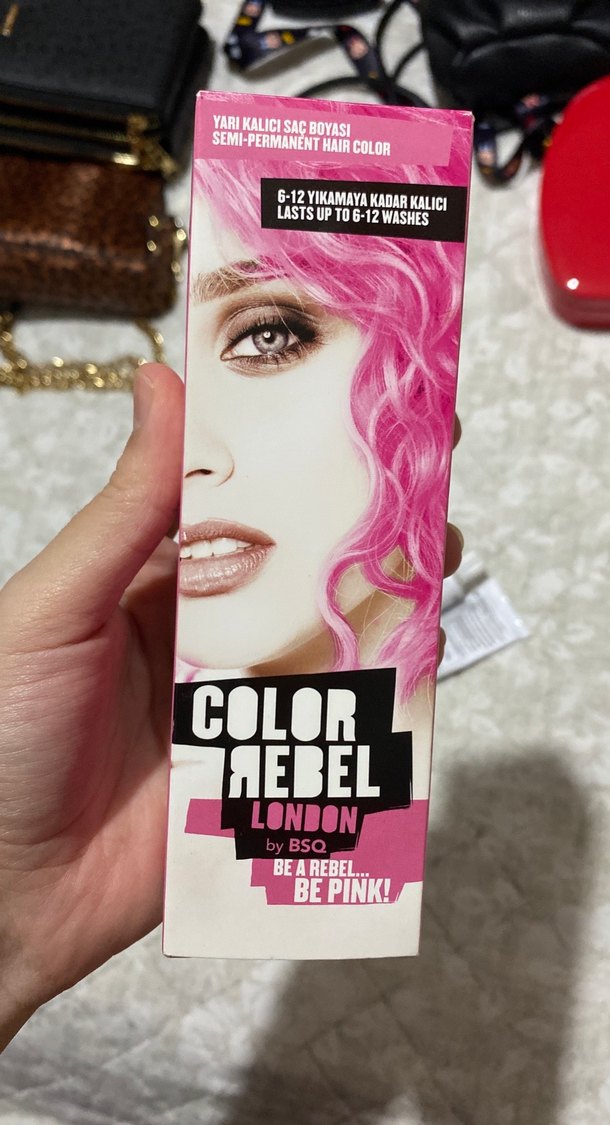 YARI KALICI SAÇ BOYASI
SEMI-PERMANENT HAIR COLOR
6-12 YIKAMAYA KADAR KALICI
LASTS UP TO 6-12 WASHES
COLOR
REBEL
LONDON
by BSQ
BE A REBEL...
BE PINK!